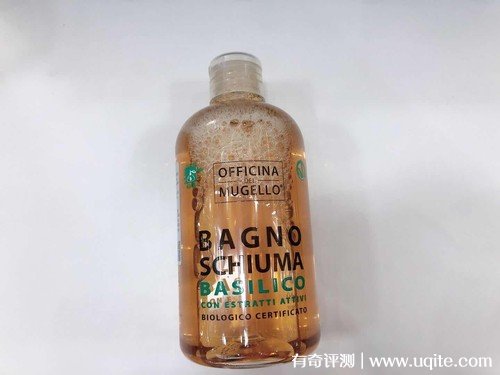 OFFICINA
DEL
MUGELLO®
BAGNO
SCHIUMA
BASILICO
CON ESTRATTI ATTIVI
BIOLOGICO CERTIFICATO
有奇评测 | www.uqite.com